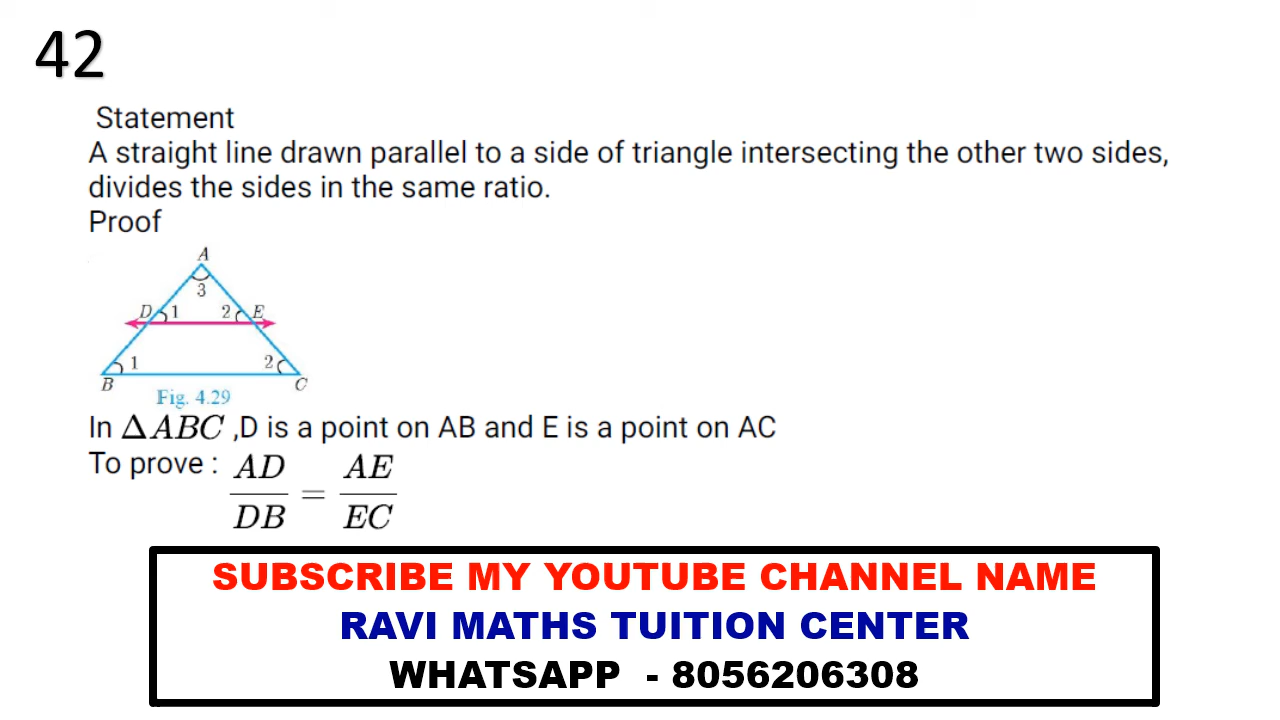 42
Statement
A straight line drawn parallel to a side of triangle intersecting the other two sides,
divides the sides in the same ratio.
Proof
A
3
D 1 2 E
B 1 2 C
Fig. 4.29
In ΔABC ,D is a point on AB and E is a point on AC
To prove : AD/DB = AE/EC
SUBSCRIBE MY YOUTUBE CHANNEL NAME
RAVI MATHS TUITION CENTER
WHATSAPP - 8056206308